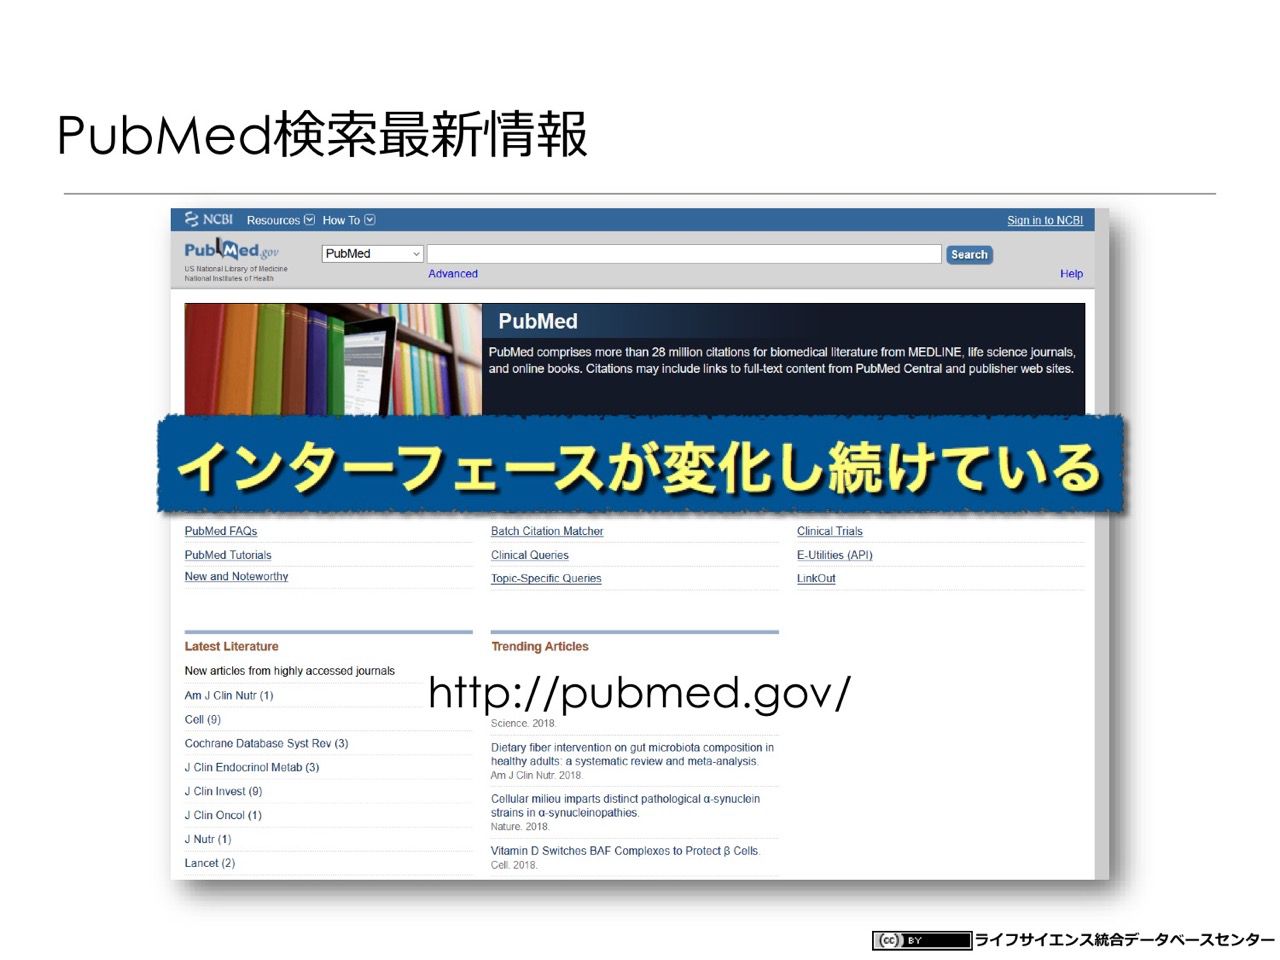 PubMed検索最新情報
NCBI Resources How To Sign in to NCBI
PubMed.gov
US National Library of Medicine
National Institutes of Health
PubMed
Search
Advanced
Help
PubMed
PubMed comprises more than 28 million citations for biomedical literature from MEDLINE, life science journals,
and online books. Citations may include links to full-text content from PubMed Central and publisher web sites.
インターフェースが変化し続けている
PubMed FAQs
PubMed Tutorials
New and Noteworthy
Batch Citation Matcher
Clinical Queries
Topic-Specific Queries
Clinical Trials
E-Utilities (API)
LinkOut
Latest Literature
New articles from highly accessed journals
Am J Clin Nutr (1)
Cell (9)
Cochrane Database Syst Rev (3)
J Clin Endocrinol Metab (3)
J Clin Invest (9)
J Clin Oncol (1)
J Nutr (1)
Lancet (2)
Trending Articles
http://pubmed.gov/
Science. 2018.
Dietary fiber intervention on gut microbiota composition in
healthy adults: a systematic review and meta-analysis.
Am J Clin Nutr. 2018.
Cellular milieu imparts distinct pathological α-synuclein
strains in α-synucleinopathies.
Nature. 2018.
Vitamin D Switches BAF Complexes to Protect β Cells.
Cell. 2018.
(cc) BY ライフサイエンス統合データベースセンター